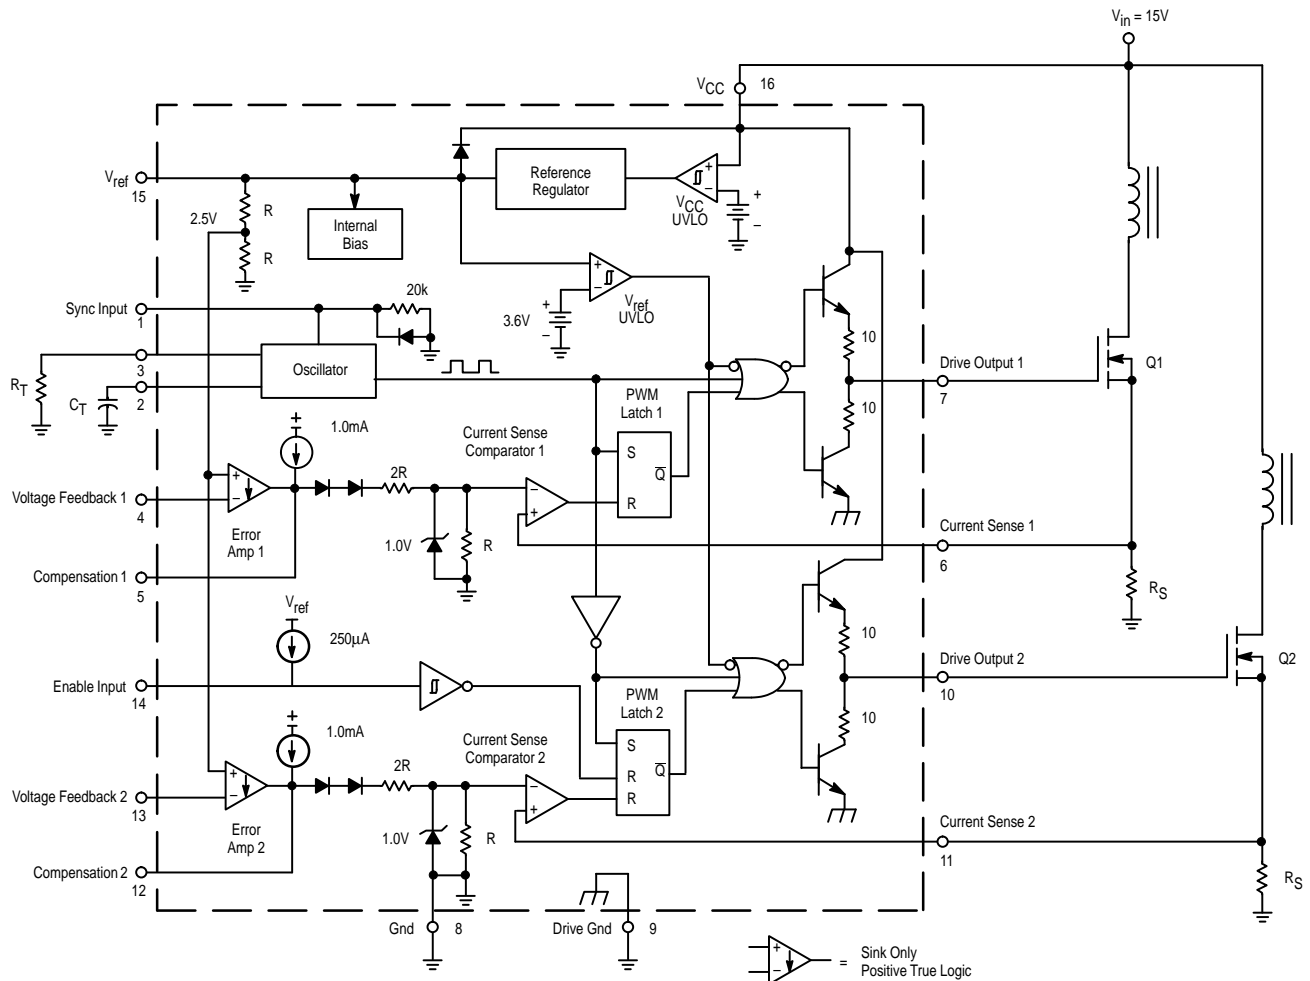 Vin = 15V
VCC 16
Vref
15
Reference
Regulator
+
–
VCC
UVLO
+
–
R
2.5V
R
Internal
Bias
Sync Input
1
20k
+
–
Vref
UVLO
+
3.6V
–
3
RT
Oscillator
CT
2
10
Drive Output 1
7
Q1
PWM
Latch 1
10
+
1.0mA
Current Sense
Comparator 1
S
Q
R
2R
+
–
–
+
Voltage Feedback 1
4
Error
Amp 1
1.0V
R
Current Sense 1
6
Compensation 1
5
RS
Vref
250µA
10
Drive Output 2
10
Q2
Enable Input
14
PWM
Latch 2
10
+
1.0mA
Current Sense
Comparator 2
S
R
Q
R
2R
+
–
–
+
Voltage Feedback 2
13
Error
Amp 2
1.0V
R
Current Sense 2
11
Compensation 2
12
RS
Gnd 8
Drive Gnd 9
+
–
= Sink Only
Positive True Logic